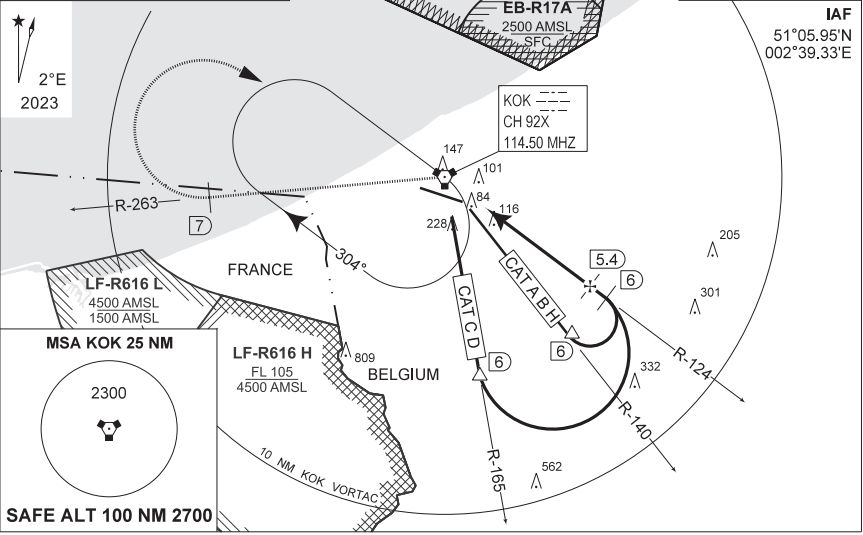 EB-R17A
2500 AMSL
SFC
IAF
51°05.95'N
002°39.33'E
2°E
2023
KOK
CH 92X
114.50 MHZ
147
101
84
116
228
205
R-263
7
304°
5.4
6
301
FRANCE
LF-R616 L
4500 AMSL
1500 AMSL
CAT C D
CAT A B H
6
6
R-124
MSA KOK 25 NM
2300
LF-R616 H
FL 105
4500 AMSL
809
BELGIUM
332
R-140
10 NM KOK VORTAC
R-165
562
SAFE ALT 100 NM 2700